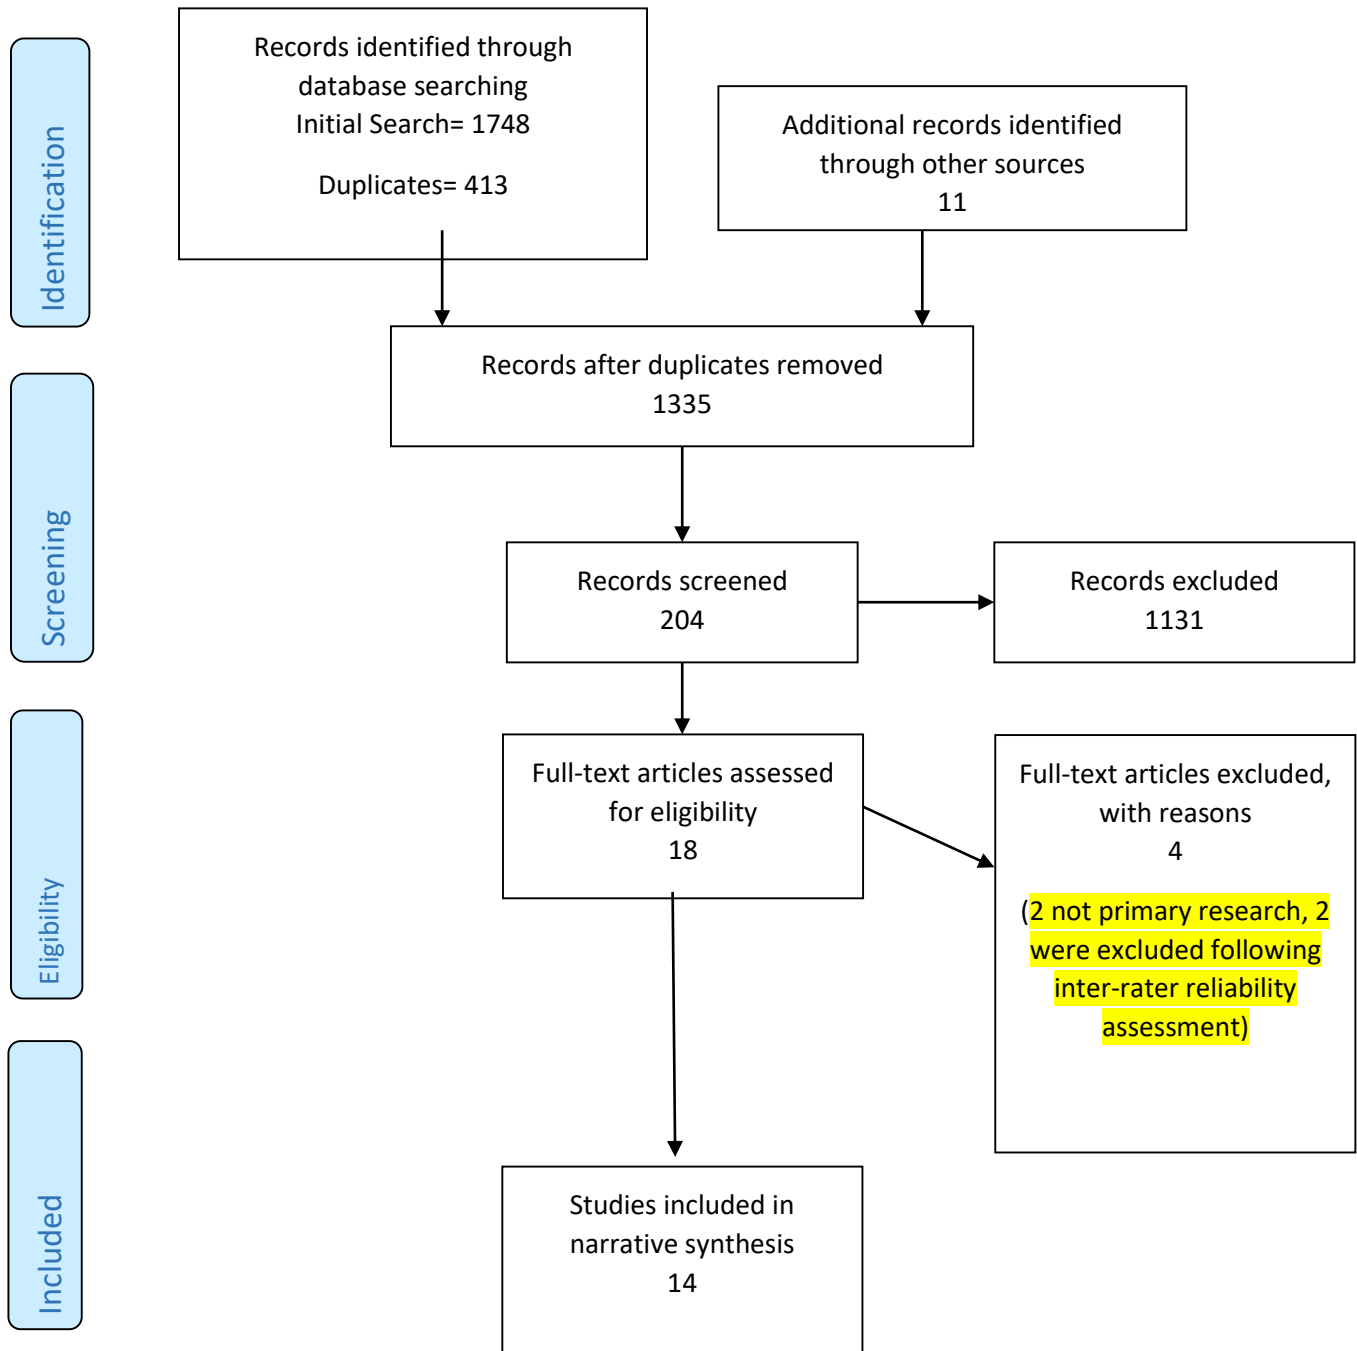 Identification
Records identified through
database searching
Initial Search= 1748
Duplicates= 413
Additional records identified
through other sources
11
Records after duplicates removed
1335
Screening
Records screened
204
Records excluded
1131
Eligibility
Full-text articles assessed
for eligibility
18
Full-text articles excluded,
with reasons
4
(2 not primary research, 2
were excluded following
inter-rater reliability
assessment)
Included
Studies included in
narrative synthesis
14